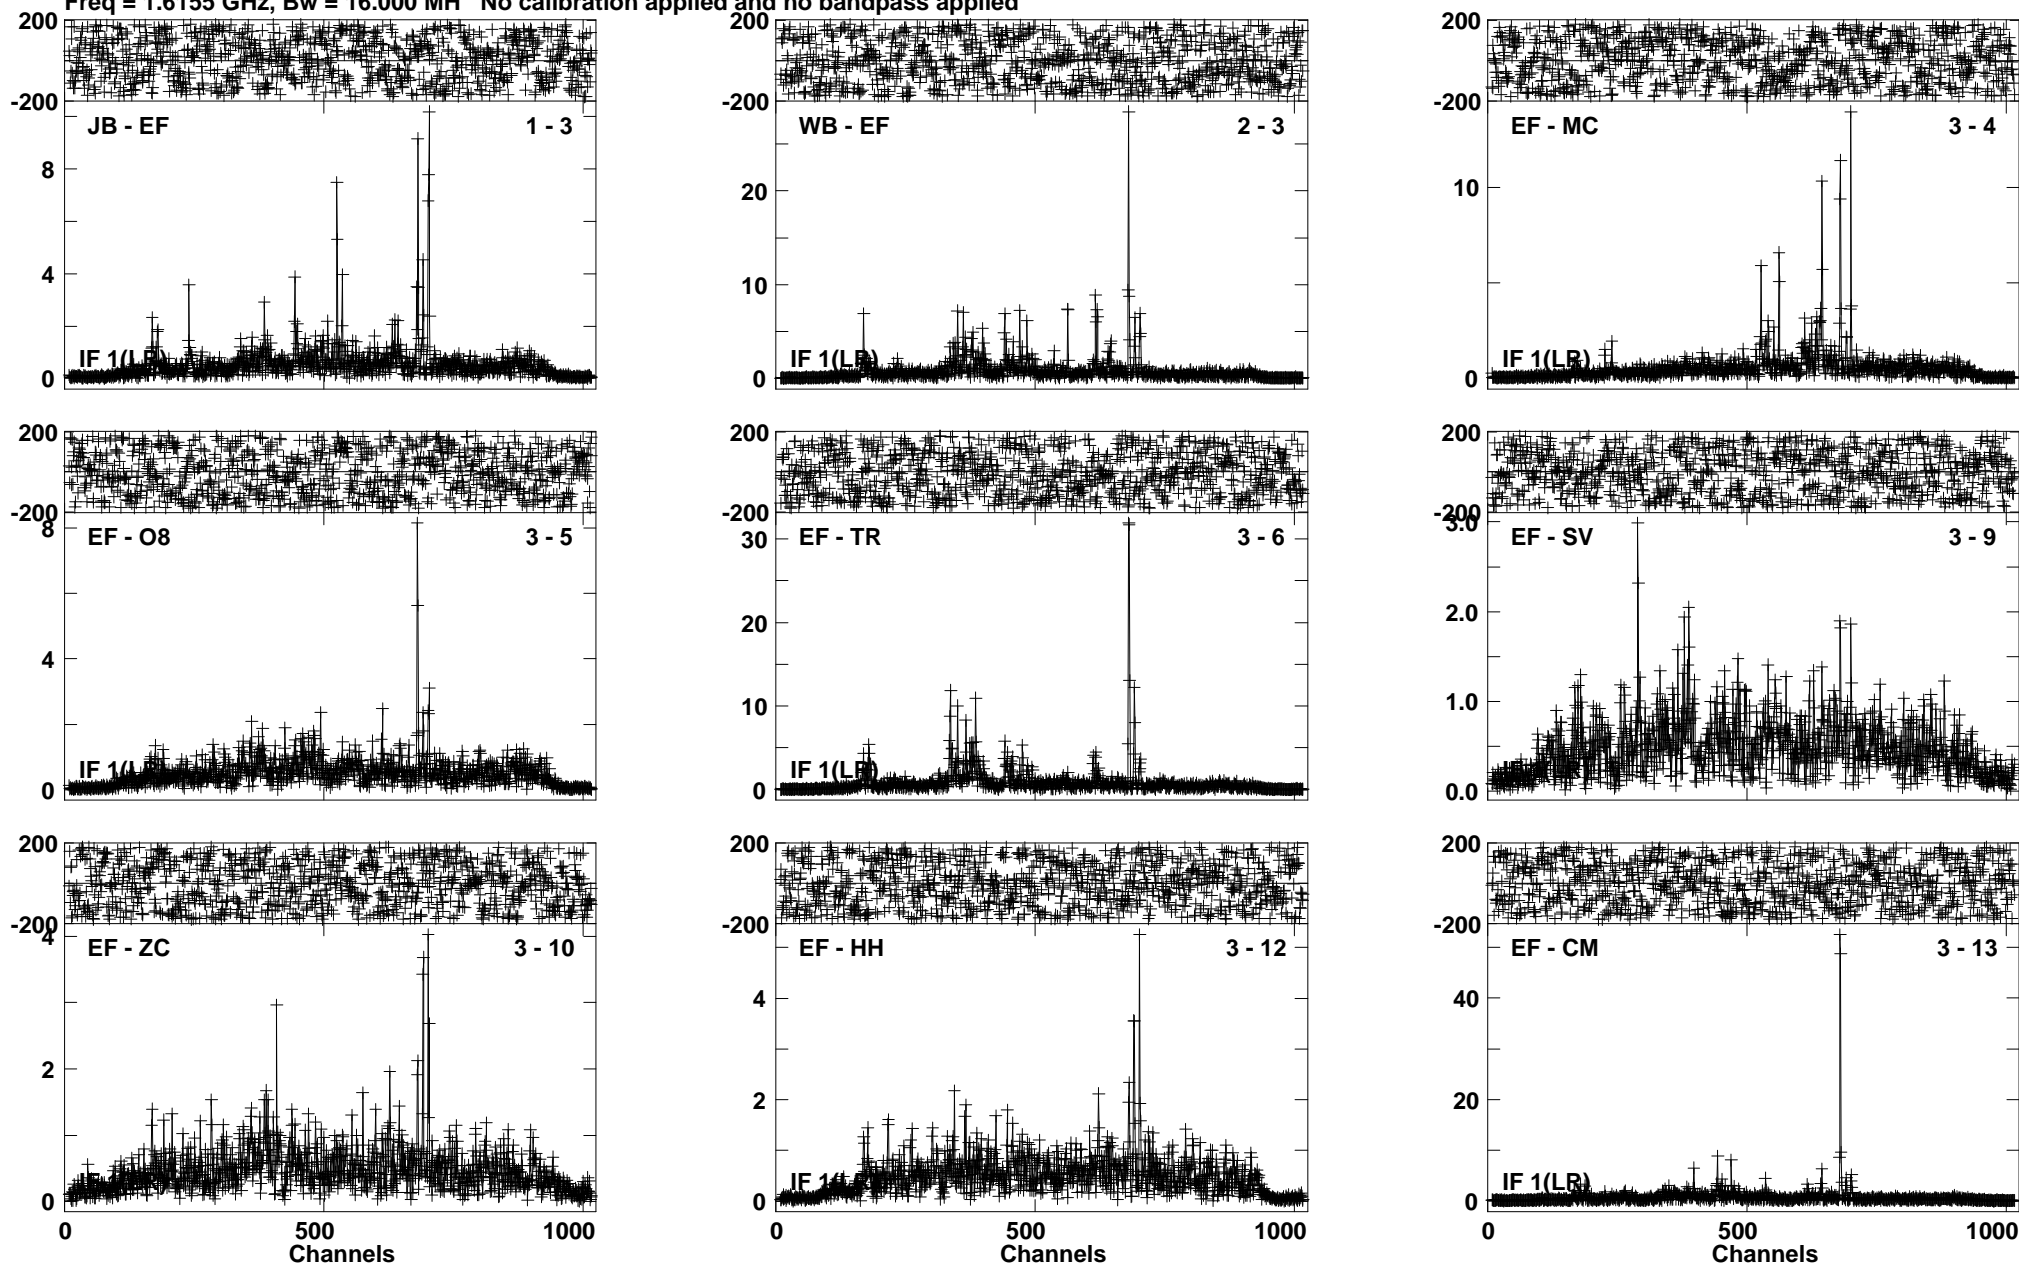 Freq = 1.6155 GHz, Bw = 16.000 MH No calibration applied and no bandpass applied
200 200 200
-200 -200 -200
JB - EF 1 - 3 WB - EF 2 - 3 EF - MC 3 - 4
8 20 10
4 10
IF 1(LR) IF 1(LR) IF 1(LR)
0 0 0
200 200 200
-200 -200 -200
8 30 3.0
EF - O8 3 - 5 EF - TR 3 - 6 EF - SV 3 - 9
20 2.0
4 10 1.0
IF 1(LR) IF 1(LR)
0 0 0.0
200 200 200
-200 -200 -200
4
EF - ZC 3 - 10 EF - HH 3 - 12 EF - CM 3 - 13
4 40
2 2 20
IF 1(LR) IF 1(LR)
0 0 0
0 500 1000 0 500 1000 0 500 1000
Channels Channels Channels